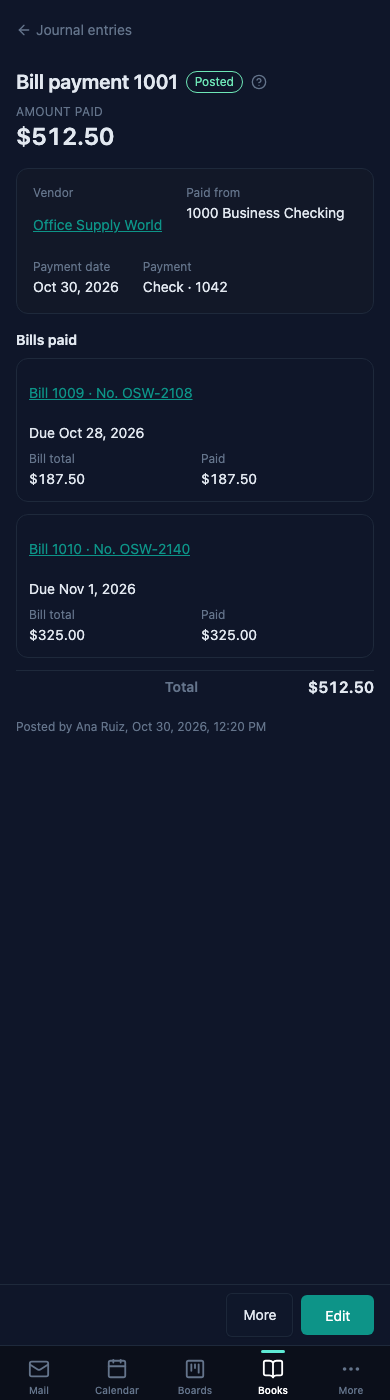 Journal entries
Bill payment 1001 Posted
AMOUNT PAID
$512.50
Vendor
Office Supply World
Paid from
1000 Business Checking
Payment date
Oct 30, 2026
Payment
Check · 1042
Bills paid
Bill 1009 · No. OSW-2108
Due Oct 28, 2026
Bill total Paid
$187.50 $187.50
Bill 1010 · No. OSW-2140
Due Nov 1, 2026
Bill total Paid
$325.00 $325.00
Total $512.50
Posted by Ana Ruiz, Oct 30, 2026, 12:20 PM
More Edit
Mail Calendar Boards Books More